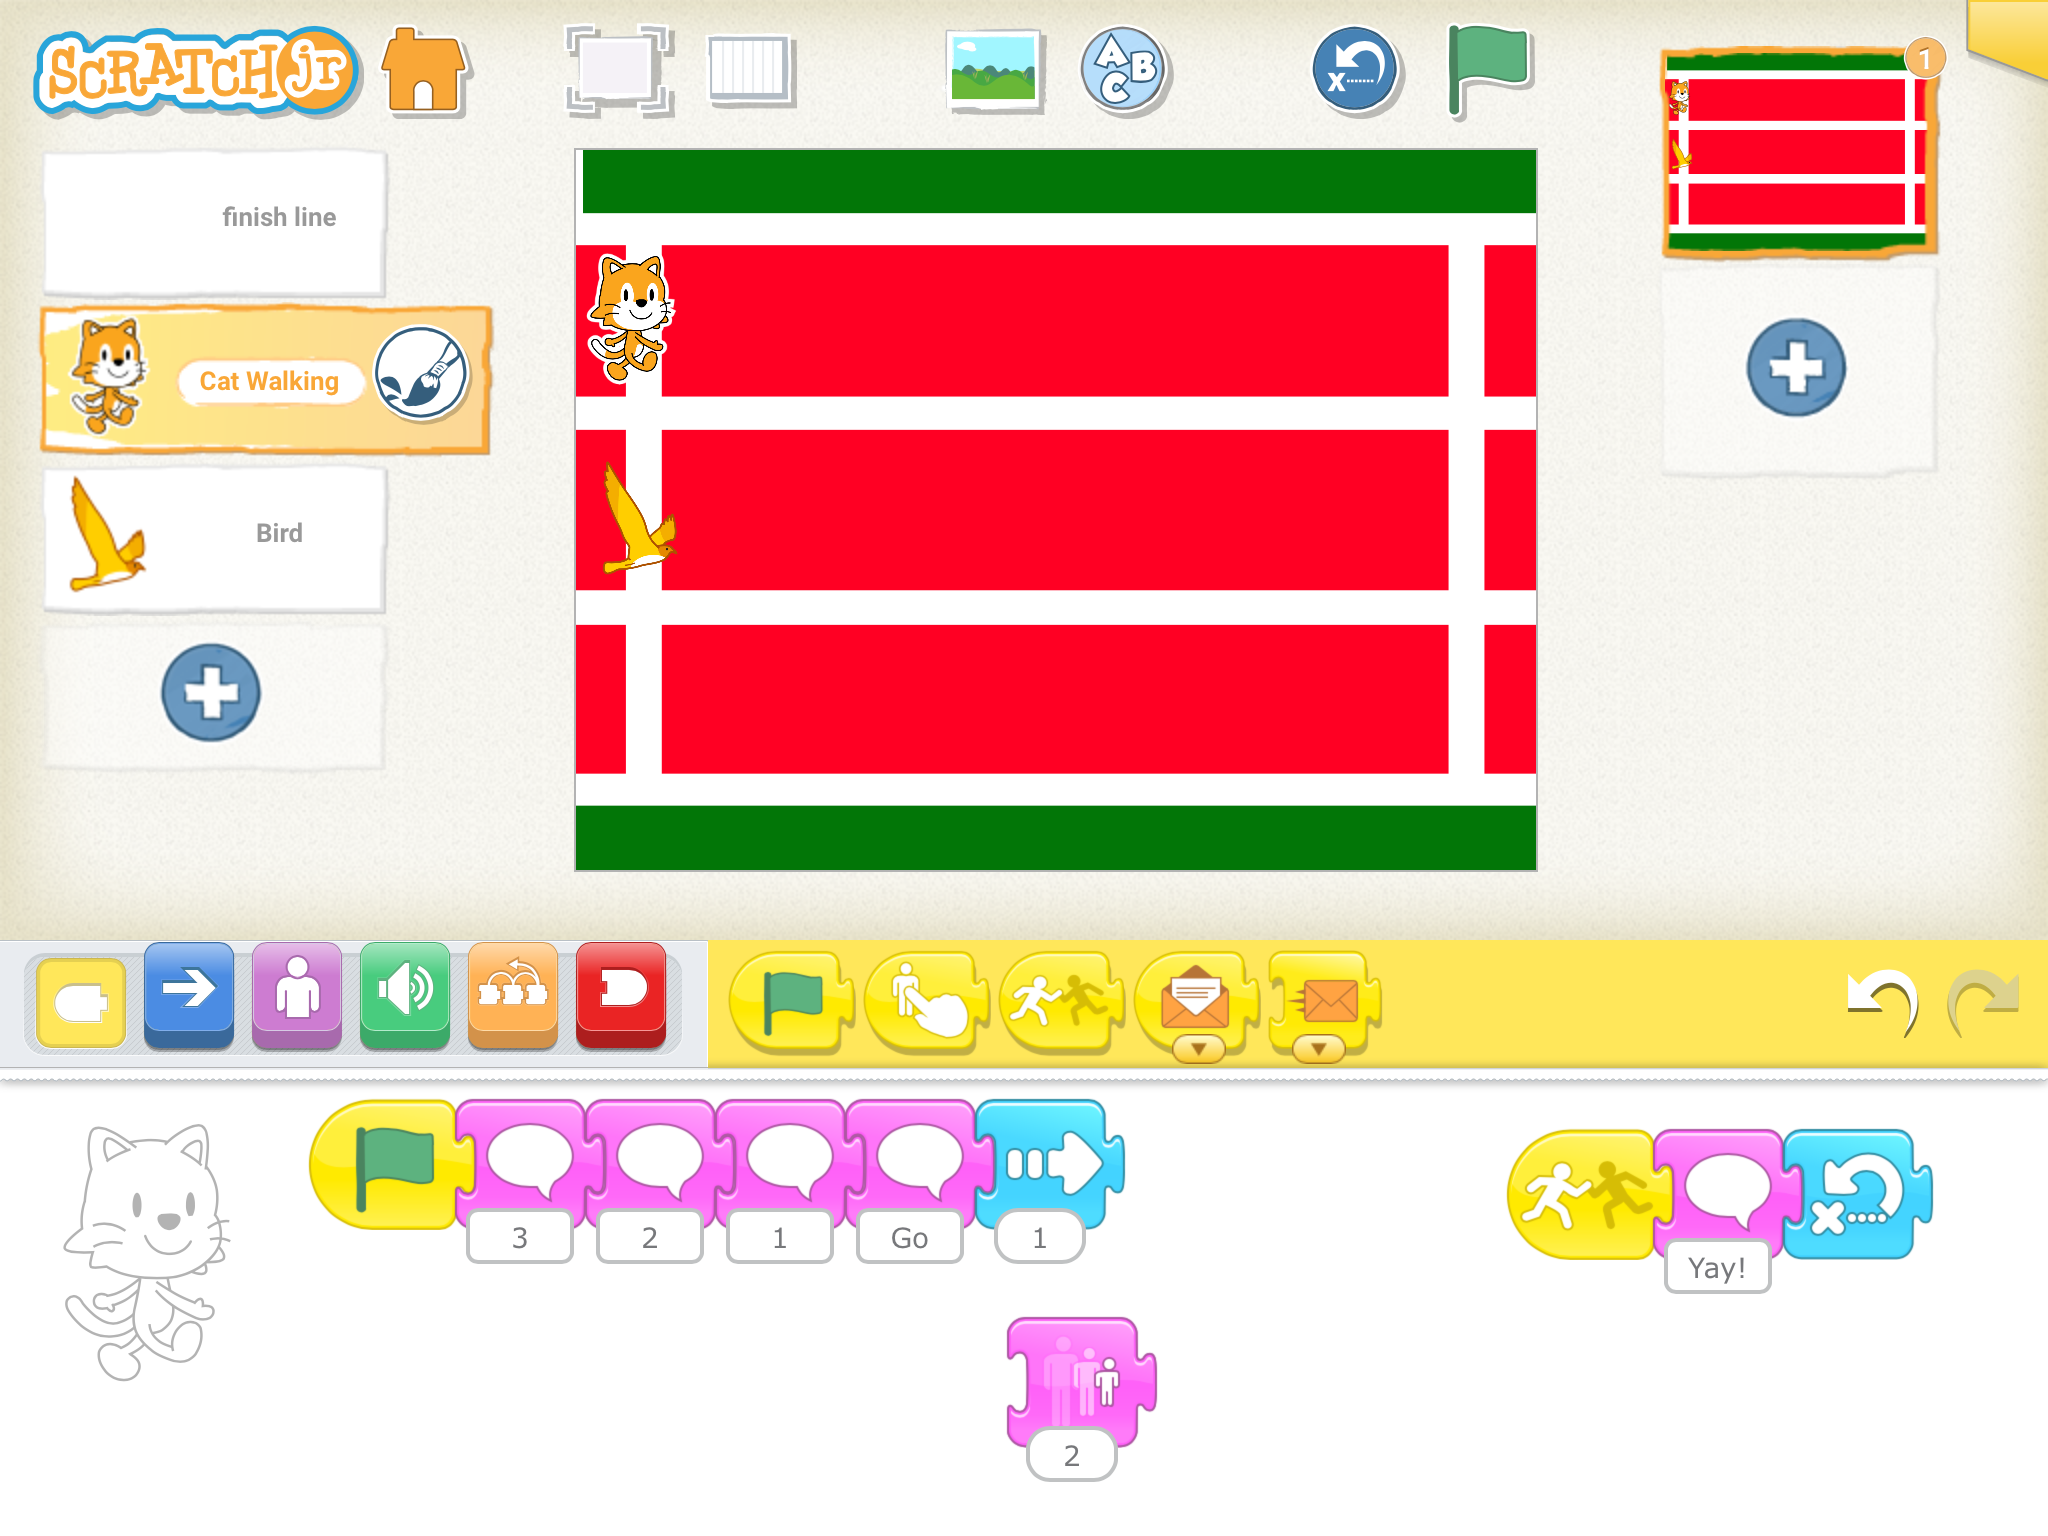 SCRATCHjr
A B C
x
1
finish line
Cat Walking
Bird
3 2 1 Go 1
Yay!
2